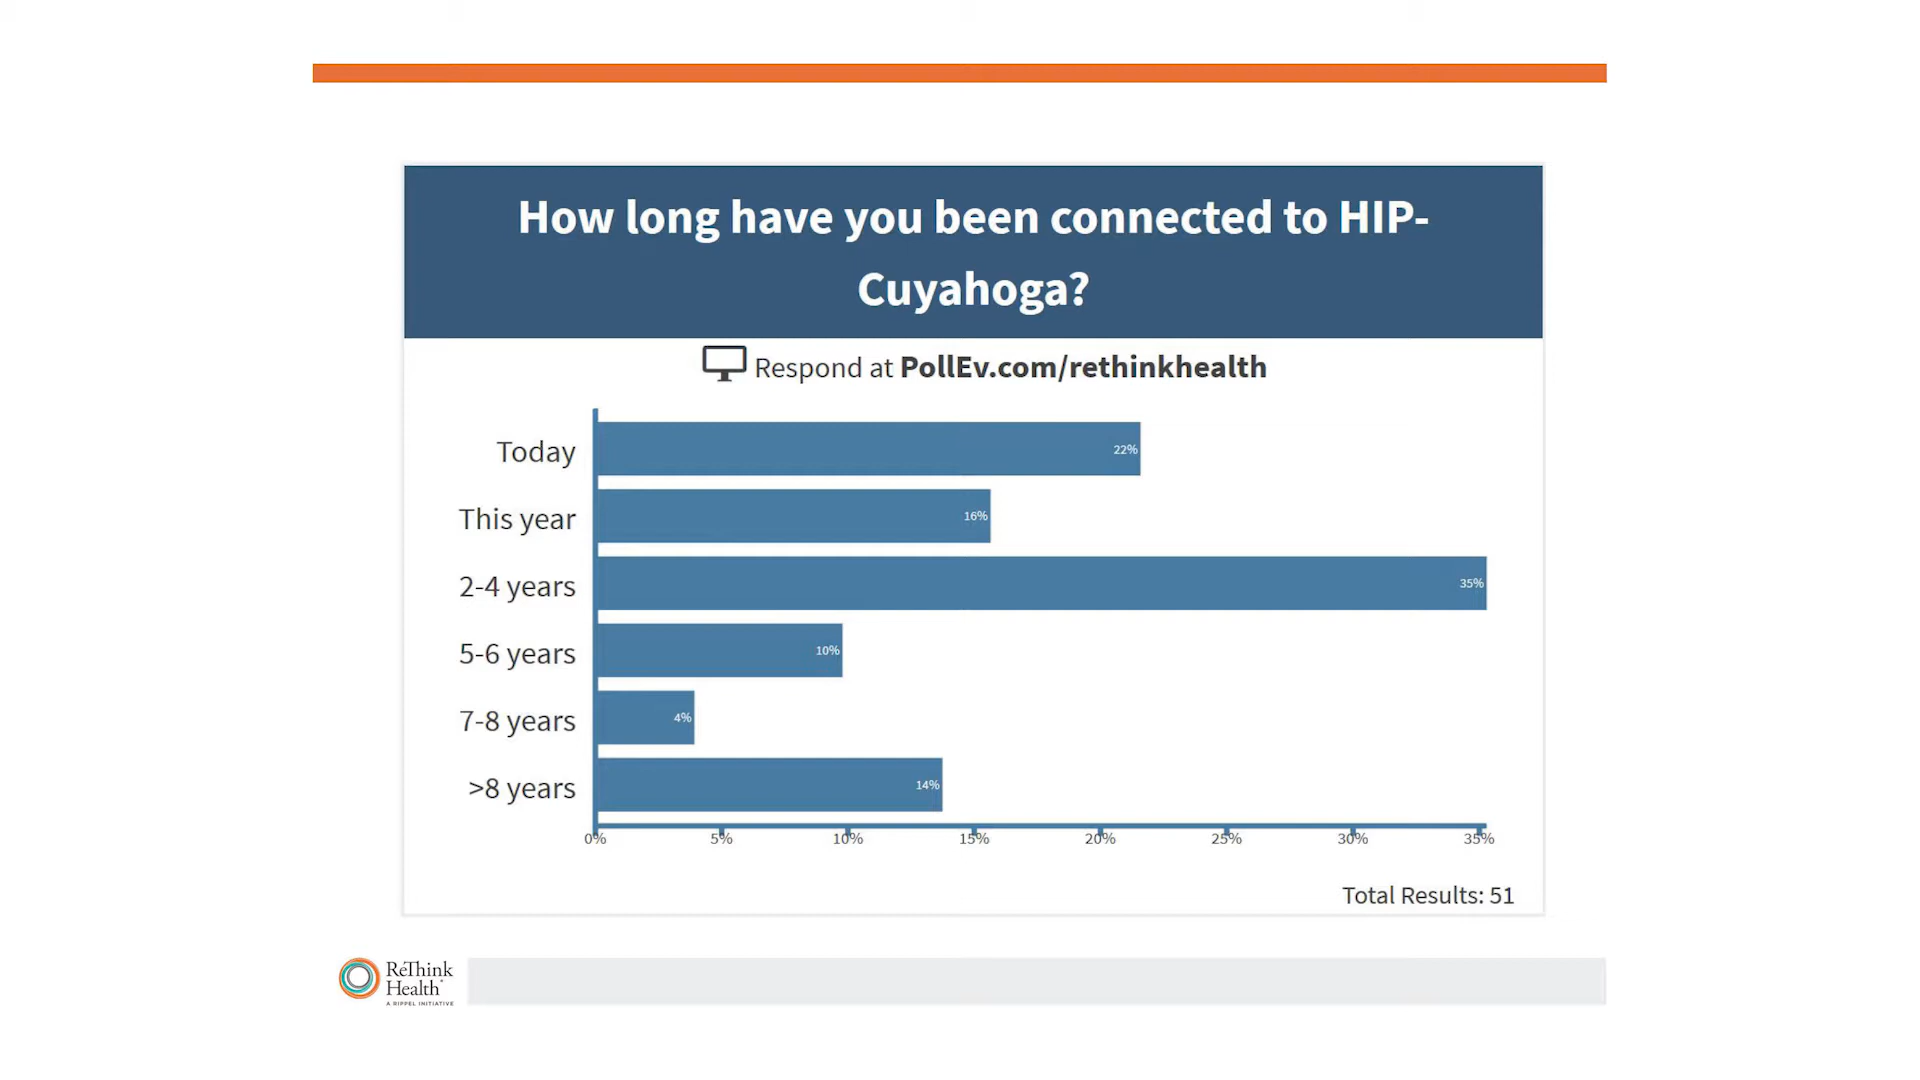 How long have you been connected to HIP-
Cuyahoga?
Respond at PollEv.com/rethinkhealth
Today
22%
This year
16%
2-4 years
35%
5-6 years
10%
7-8 years
4%
>8 years
14%
0% 5% 10% 15% 20% 25% 30% 35%
Total Results: 51
ReThink
Health
A RIPPEL INITIATIVE